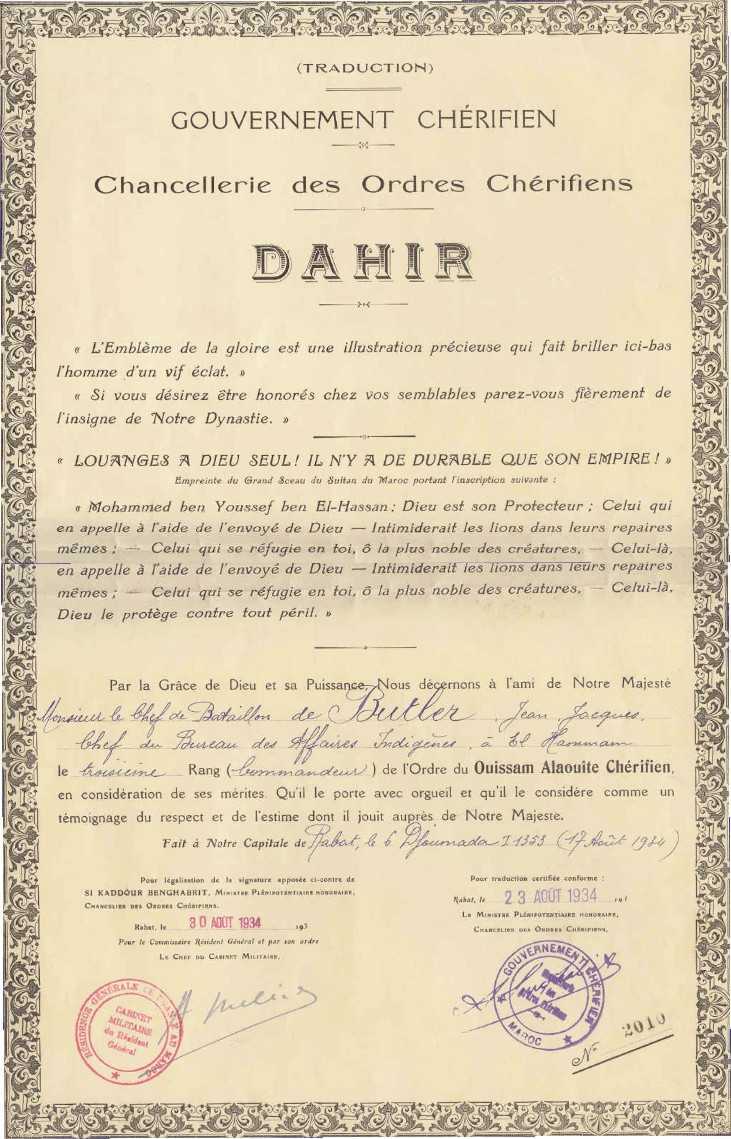 (TRADUCTION)
GOUVERNEMENT CHÉRIFIEN
Chancellerie des Ordres Chérifiens
DAHIR
« L'Emblème de la gloire est une illustration précieuse qui fait briller ici-bas
l'homme d'un vif éclat. »
« Si vous désirez être honorés chez vos semblables parez-vous fièrement de
l'insigne de Notre Dynastie. »
« LOUANGES A DIEU SEUL ! IL N'Y A DE DURABLE QUE SON EMPIRE ! »
Empreinte du Grand Sceau du Sultan du Maroc portant l'inscription suivante :
« Mohammed ben Youssef ben El-Hassan ; Dieu est son Protecteur ; Celui qui
en appelle à l'aide de l'envoyé de Dieu — Intimiderait les lions dans leurs repaires
mêmes ; — Celui qui se réfugie en toi, ô la plus noble des créatures, — Celui-là,
en appelle à l'aide de l'envoyé de Dieu — Intimiderait les lions dans leurs repaires
mêmes ; — Celui qui se réfugie en toi, ô la plus noble des créatures, — Celui-là,
Dieu le protège contre tout péril. »
Par la Grâce de Dieu et sa Puissance, Nous décernons à l'ami de Notre Majesté
Monsieur le Chef de Bataillon de Butler, Jean Jacques,
Chef du Bureau des Affaires Indigènes, à El Hammam
le troisième Rang (Commandeur) de l'Ordre du Ouissam Alaouite Chérifien,
en considération de ses mérites. Qu'il le porte avec orgueil et qu'il le considère comme un
témoignage du respect et de l'estime dont il jouit auprès de Notre Majeste.
Fait à Notre Capitale de Rabat, le 6 Djoumada I 1353 (17 Août 1934)
Pour légalisation de la signature apposée ci-contre de
SI KADDOUR BENGHABRIT, MINISTRE PLÉNIPOTENTIAIRE HONORAIRE,
CHANCELIER DES ORDRES CHÉRIFIENS.
Rabat, le 30 AOÛT 1934 193
Pour le Commissaire Résident Général et par son ordre
LE CHEF DU CABINET MILITAIRE,
RÉSIDENCE GÉNÉRALE DE FRANCE AU MAROC
CABINET
MILITAIRE
du Résident
Général
Pour traduction certifiée conforme :
Rabat, le 23 AOÛT 1934 193
LE MINISTRE PLÉNIPOTENTIAIRE HONORAIRE,
CHANCELIER DES ORDRES CHÉRIFIENS,
GOUVERNEMENT CHÉRIFIEN
MAROC
N° 2010